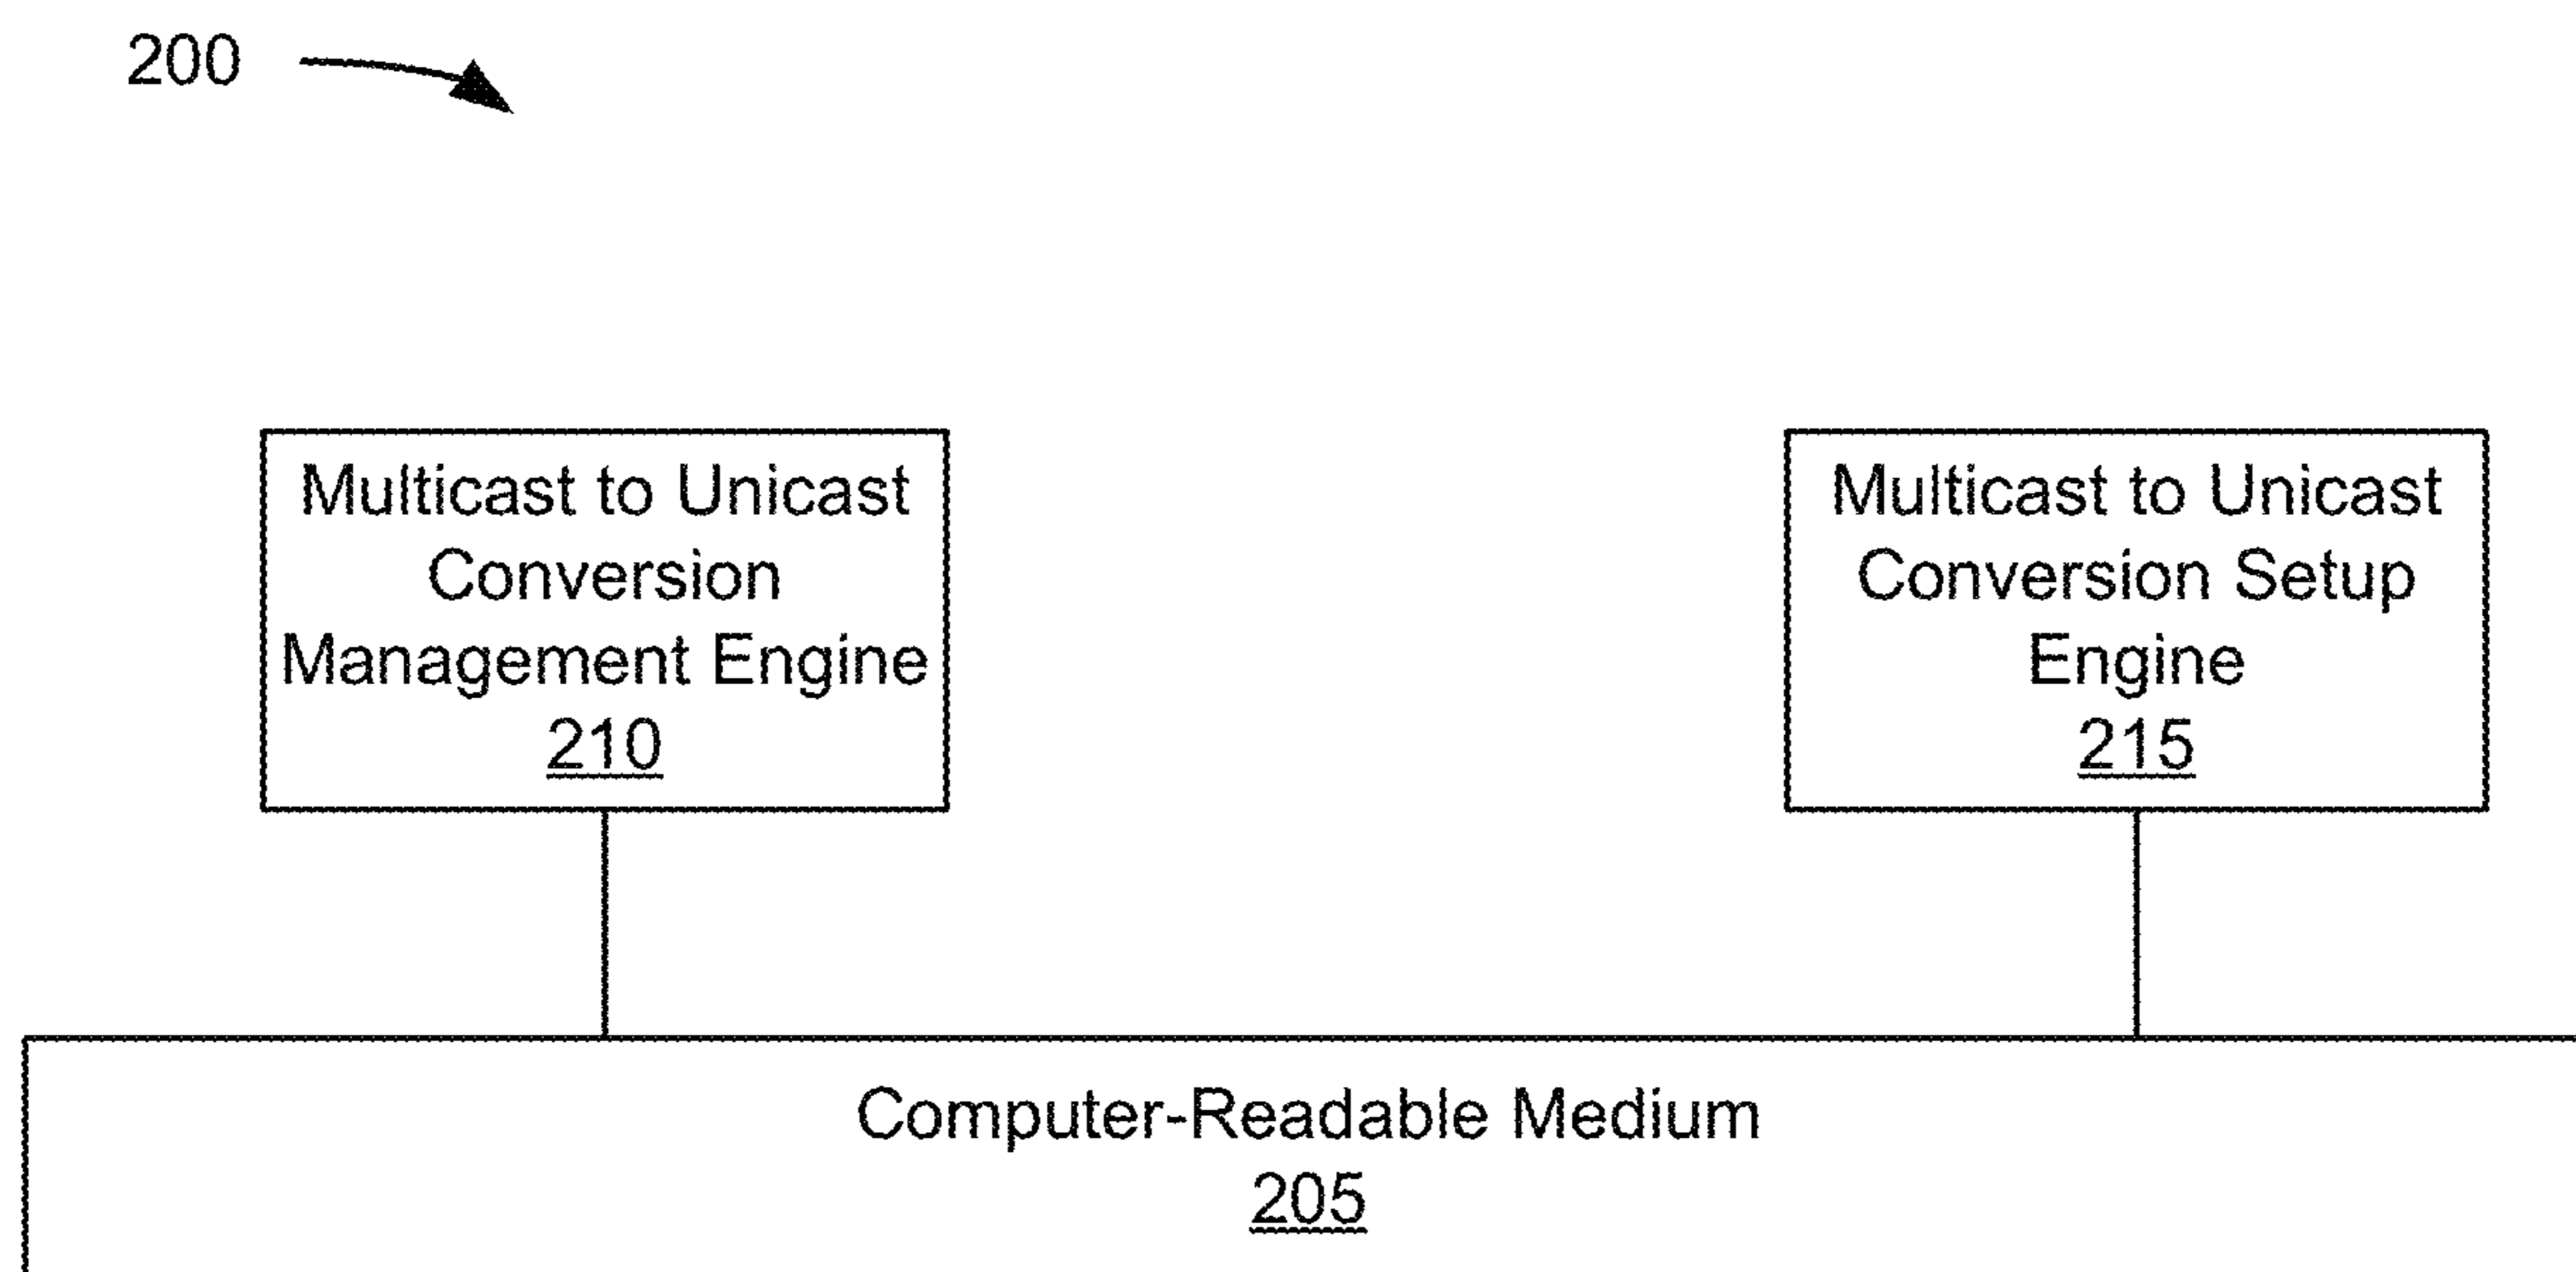 200
Multicast to Unicast
Conversion
Management Engine
210
Multicast to Unicast
Conversion Setup
Engine
215
Computer-Readable Medium
205